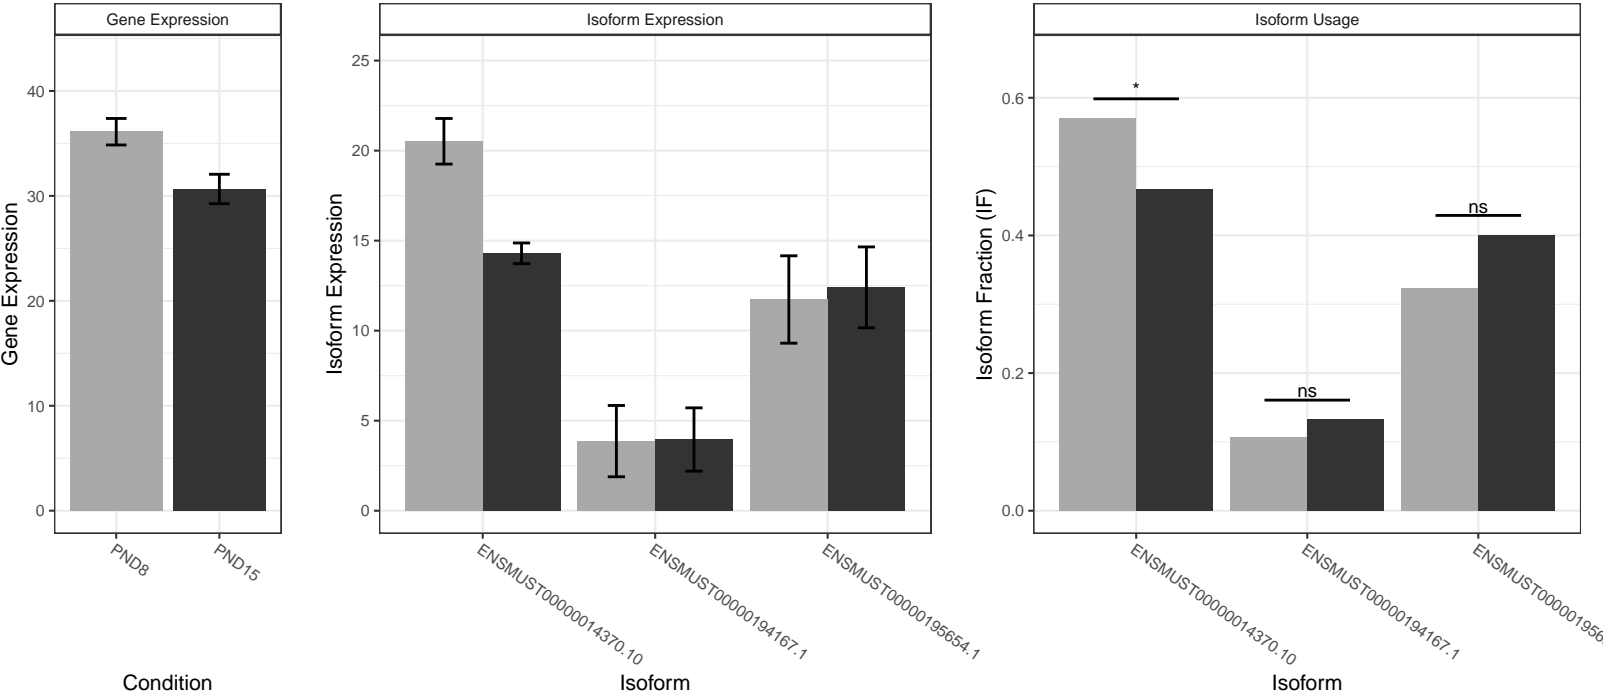 Gene Expression
Gene Expression
40
30
20
10
0
PND8
PND15
Condition
Isoform Expression
Isoform Expression
25
20
15
10
5
0
ENSMUST00000014370.10
ENSMUST00000194167.1
ENSMUST00000195654.1
Isoform
Isoform Usage
Isoform Fraction (IF)
0.6
0.4
0.2
0.0
*
ns
ns
ENSMUST00000014370.10
ENSMUST00000194167.1
ENSMUST0000019565
Isoform